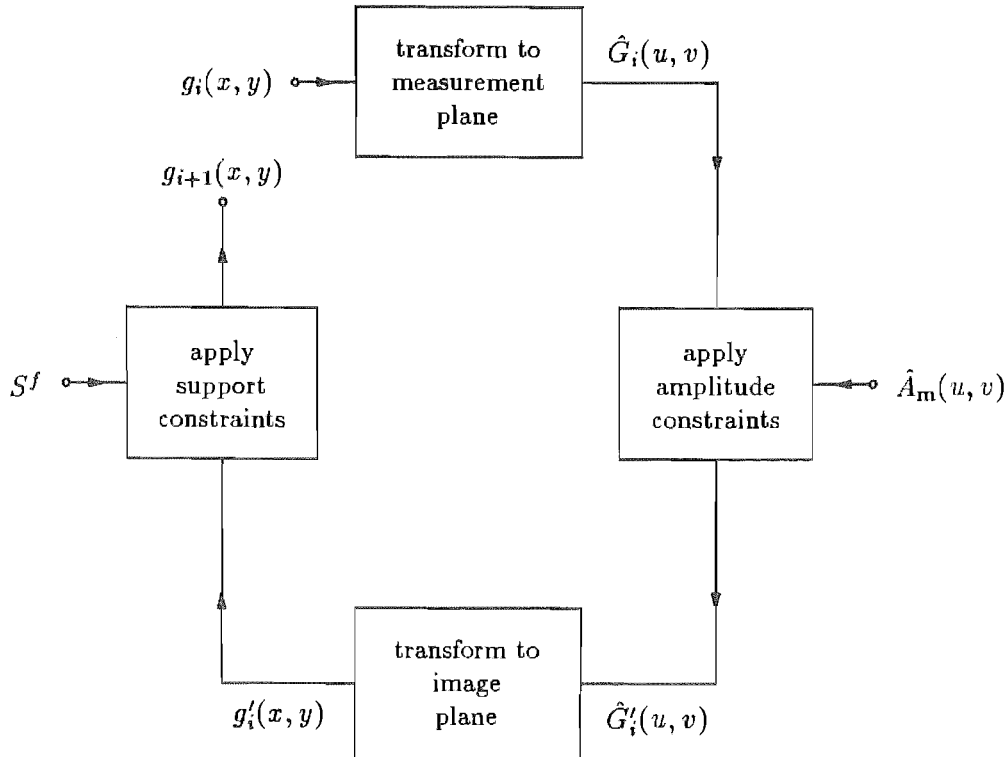 transform to
measurement
plane
g_i(x, y)
Ĝ_i(u, v)
g_{i+1}(x, y)
apply
support
constraints
S^f
apply
amplitude
constraints
Â_m(u, v)
transform to
image
plane
g'_i(x, y)
Ĝ'_i(u, v)